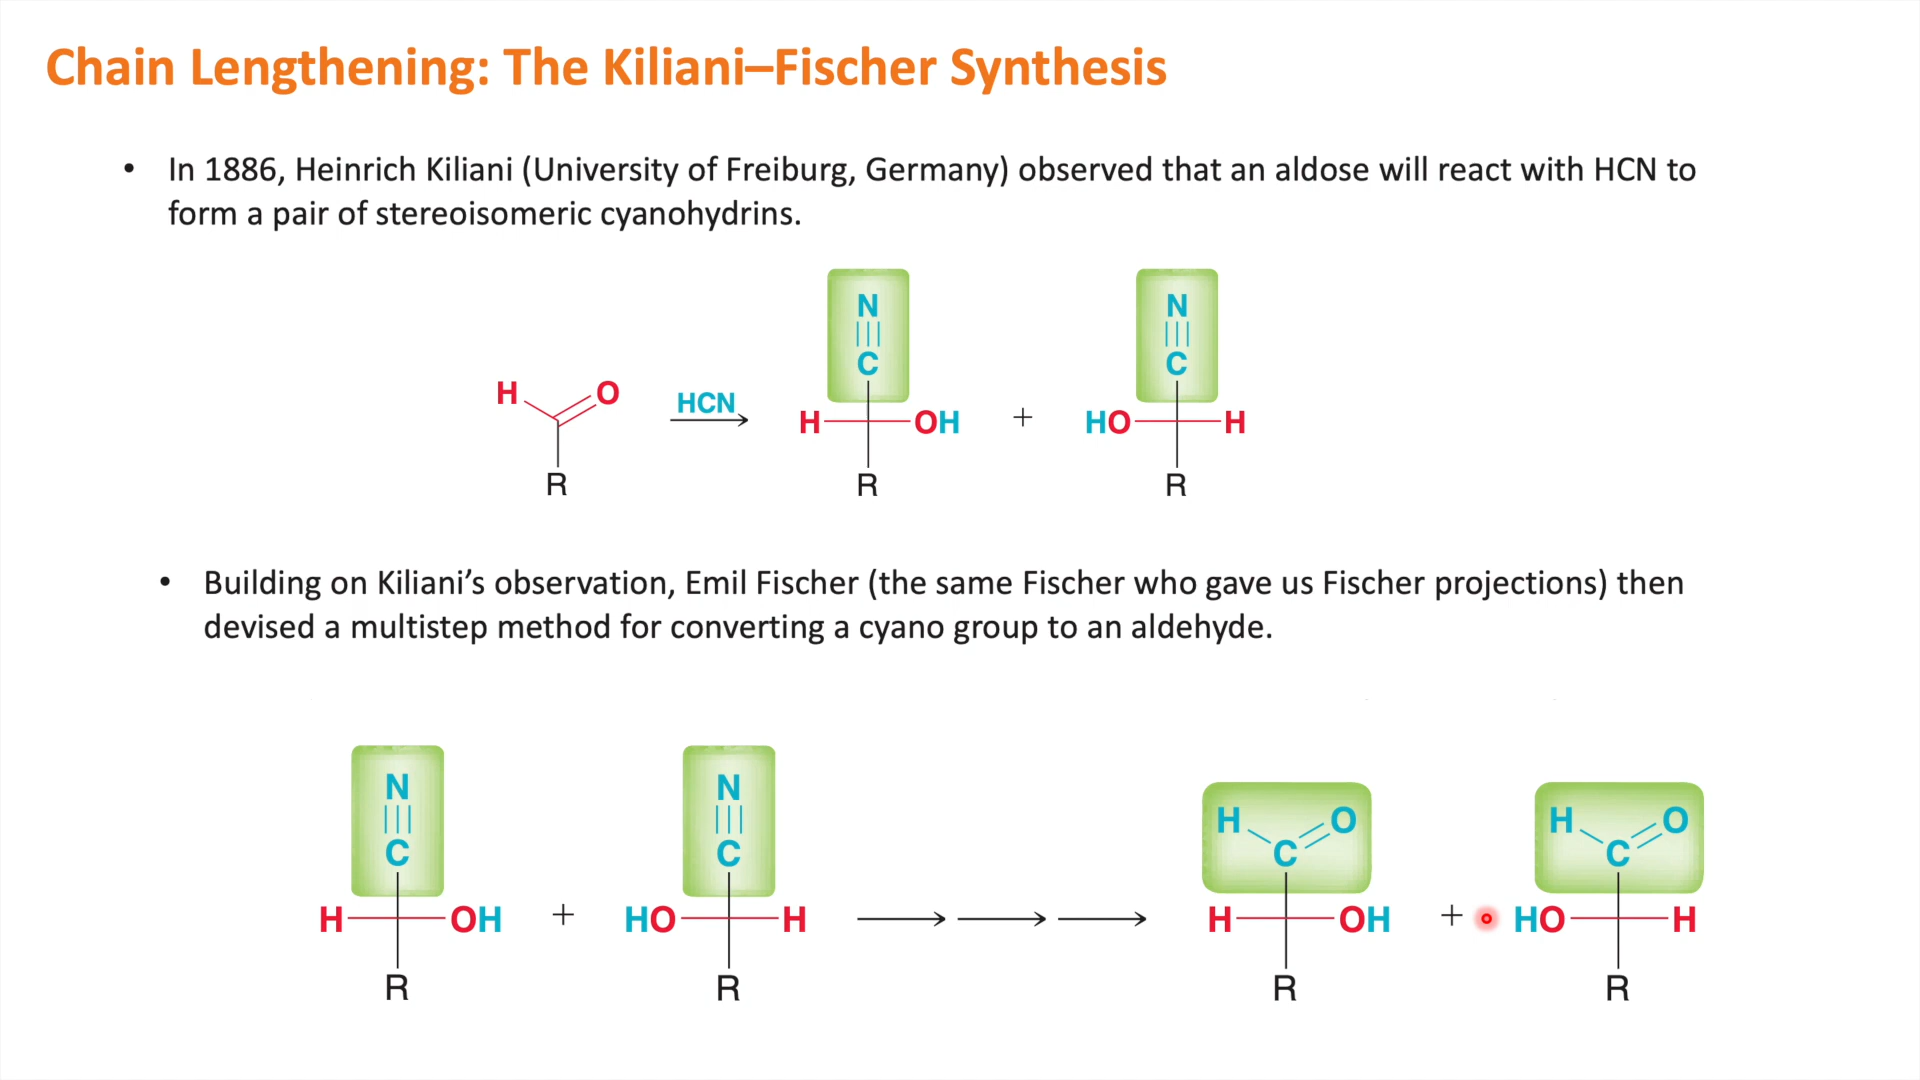 Chain Lengthening: The Kiliani–Fischer Synthesis
• In 1886, Heinrich Kiliani (University of Freiburg, Germany) observed that an aldose will react with HCN to
form a pair of stereoisomeric cyanohydrins.
N N
C C
H O HCN H OH + HO H
R R R
• Building on Kiliani’s observation, Emil Fischer (the same Fischer who gave us Fischer projections) then
devised a multistep method for converting a cyano group to an aldehyde.
N N H O H O
C C C C
H OH + HO H H OH + HO H
R R R R